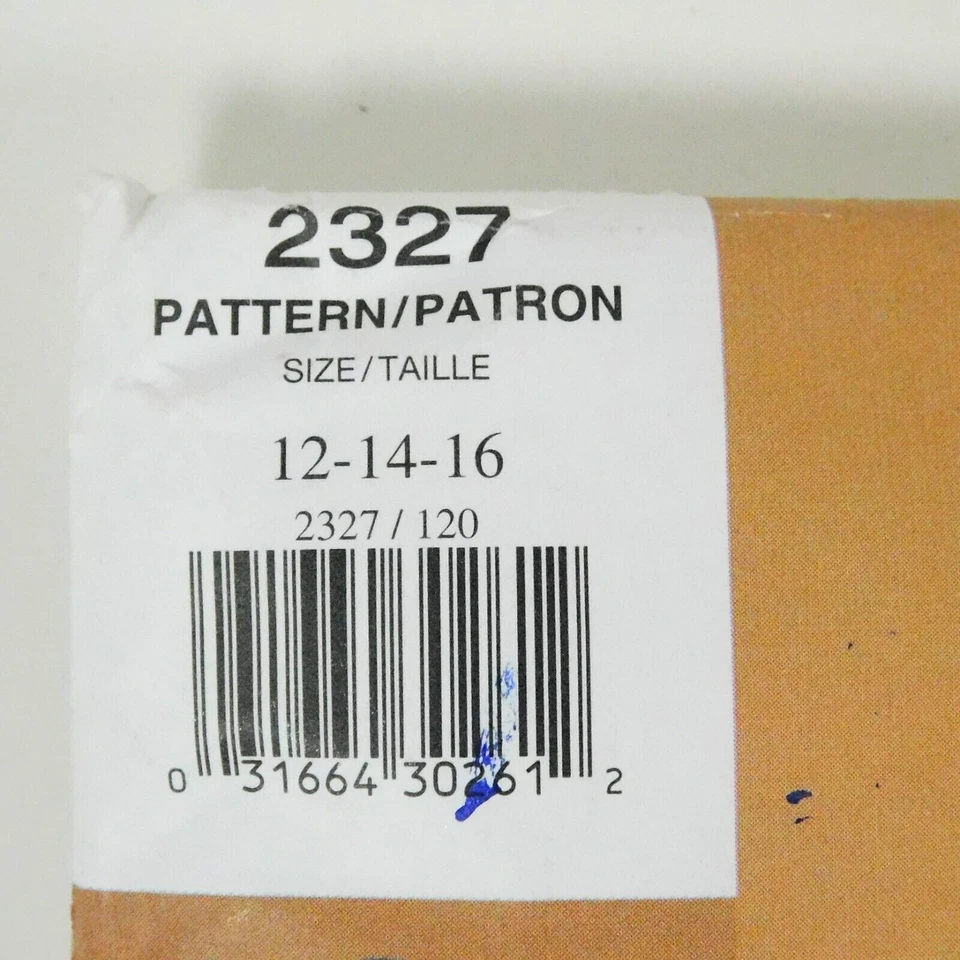 2327
PATTERN/PATRON
SIZE/TAILLE
12-14-16
2327 / 120
0 31664 30261 2